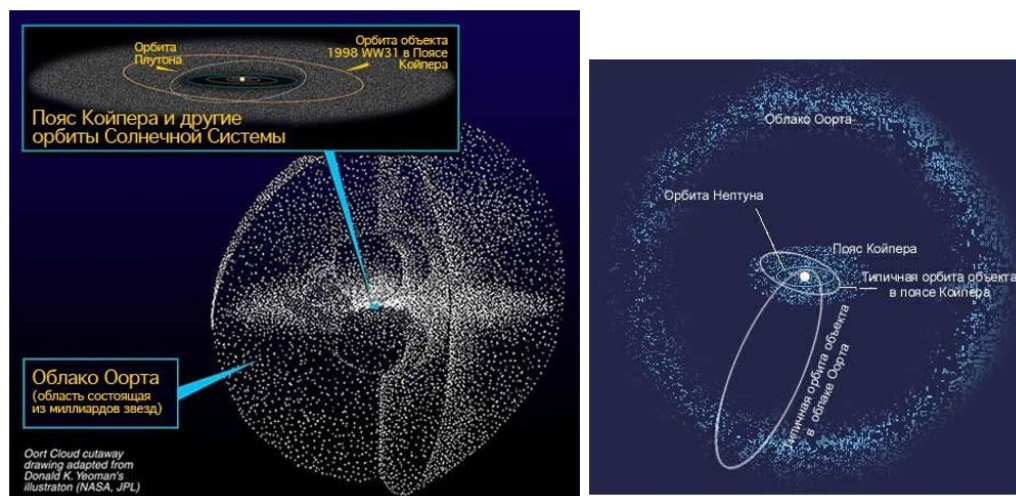 Орбита
Плутона
Орбита объекта
1998 WW31 в Поясе
Койпера
Пояс Койпера и другие
орбиты Солнечной Системы
Облако Оорта
(область состоящая
из миллиардов звезд)
Oort Cloud cutaway
drawing adapted from
Donald K. Yeoman's
illustraton (NASA, JPL)
Облако Оорта
Орбита Нептуна
Пояс Койпера
Типичная орбита объекта
в поясе Койпера
Типичная орбита объекта
в облаке Оорта